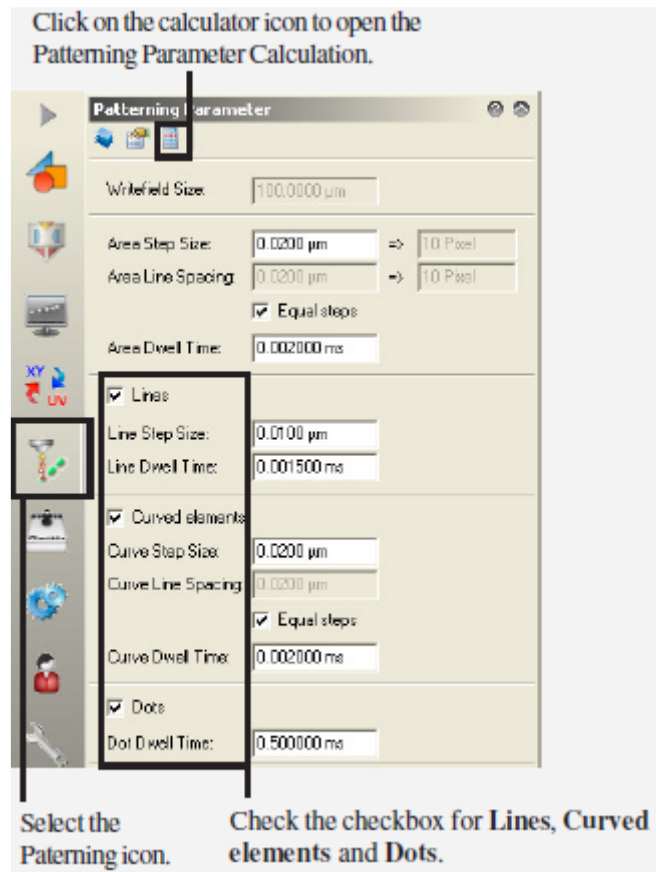 Click on the calculator icon to open the
Patterning Parameter Calculation.
Patterning Parameter
Writefield Size: 100.0000 µm
Area Step Size: 0.0200 µm => 10 Pixel
Area Line Spacing: 0.0200 µm => 10 Pixel
Equal steps
Area Dwell Time: 0.002000 ms
XY
UV
Lines
Line Step Size: 0.0100 µm
Line Dwell Time: 0.001500 ms
Curved elements
Curve Step Size: 0.0200 µm
Curve Line Spacing: 0.0200 µm
Equal steps
Curve Dwell Time: 0.002000 ms
Dots
Dot Dwell Time: 0.500000 ms
Select the
Paterning icon.
Check the checkbox for Lines, Curved
elements and Dots.